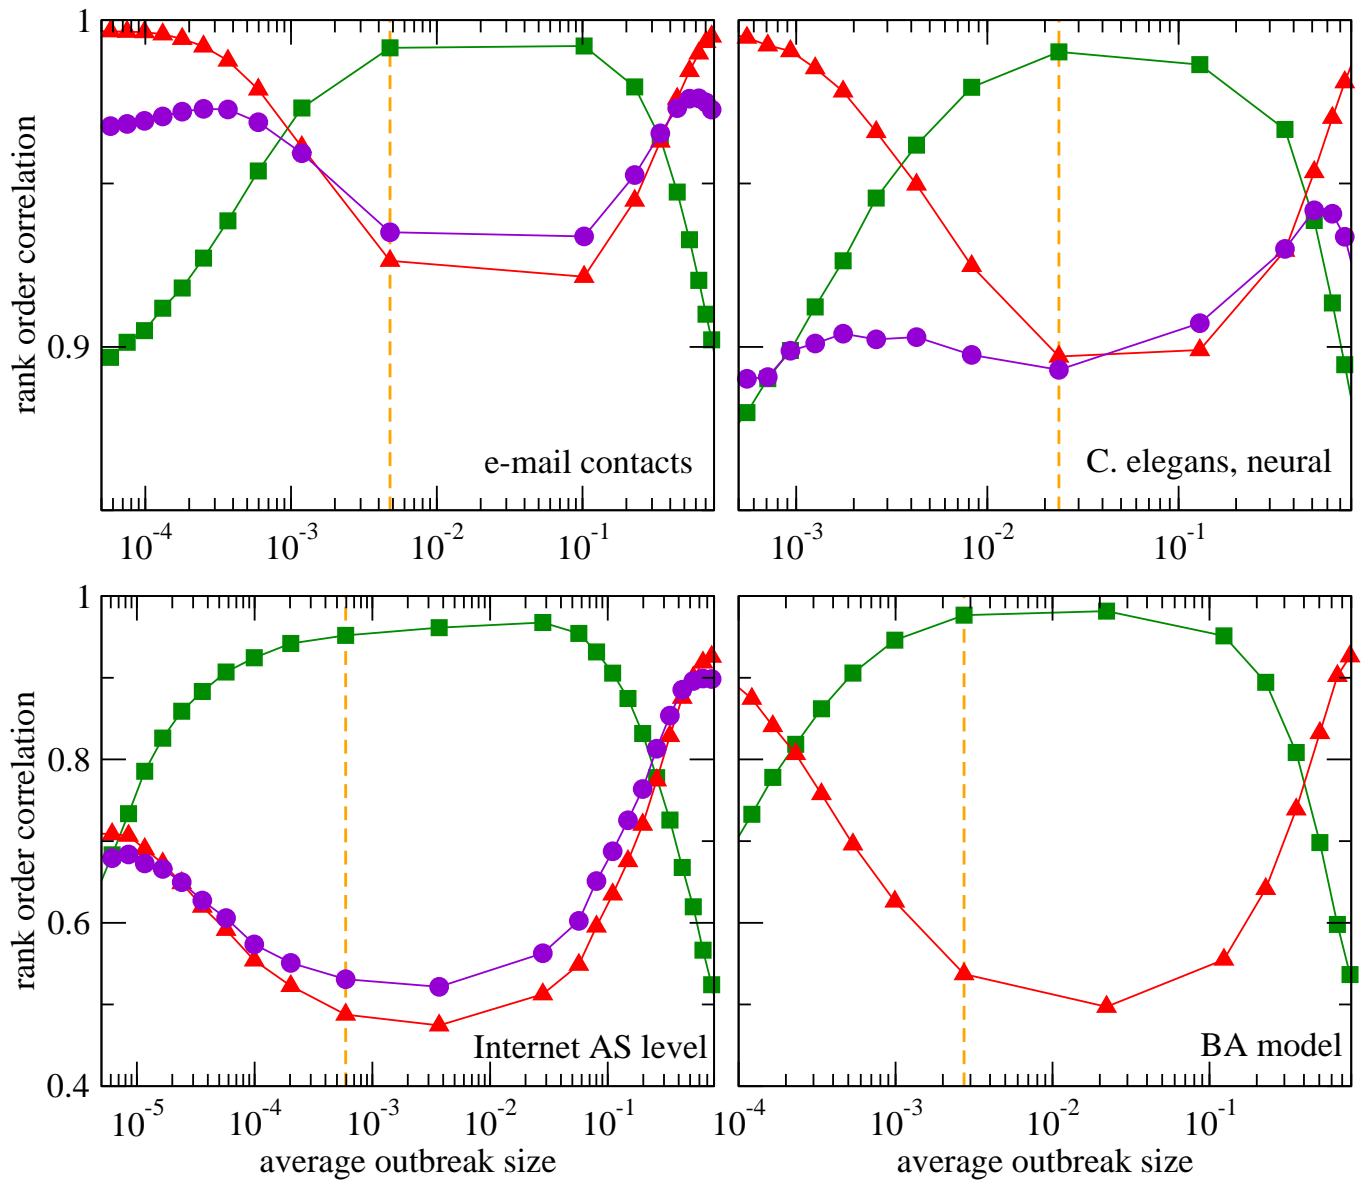 1
0.9
rank order correlation
e-mail contacts
C. elegans, neural
10^-4 10^-3 10^-2 10^-1
10^-3 10^-2 10^-1
1
0.8
0.6
0.4
rank order correlation
Internet AS level
BA model
10^-5 10^-4 10^-3 10^-2 10^-1
10^-4 10^-3 10^-2 10^-1
average outbreak size
average outbreak size